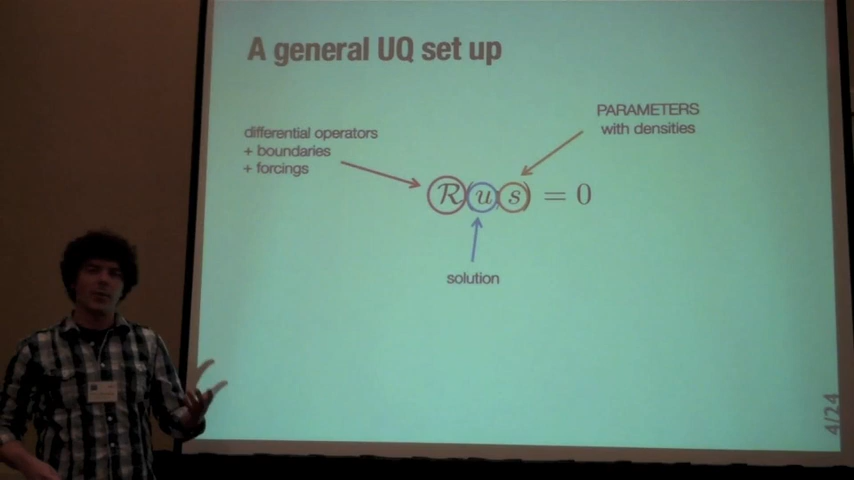 A general UQ set up
PARAMETERS
with densities
differential operators
+ boundaries
+ forcings
R(u, s) = 0
solution
4/24